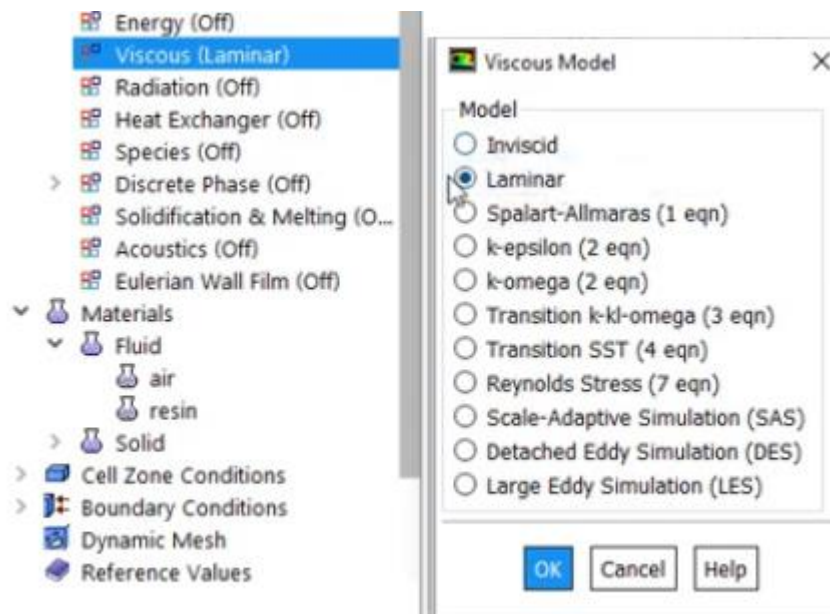 Energy (Off)
Viscous (Laminar)
Radiation (Off)
Heat Exchanger (Off)
Species (Off)
Discrete Phase (Off)
Solidification & Melting (O...
Acoustics (Off)
Eulerian Wall Film (Off)
Materials
Fluid
air
resin
Solid
Cell Zone Conditions
Boundary Conditions
Dynamic Mesh
Reference Values
Viscous Model
Model
Inviscid
Laminar
Spalart-Allmaras (1 eqn)
k-epsilon (2 eqn)
k-omega (2 eqn)
Transition k-kl-omega (3 eqn)
Transition SST (4 eqn)
Reynolds Stress (7 eqn)
Scale-Adaptive Simulation (SAS)
Detached Eddy Simulation (DES)
Large Eddy Simulation (LES)
OK Cancel Help